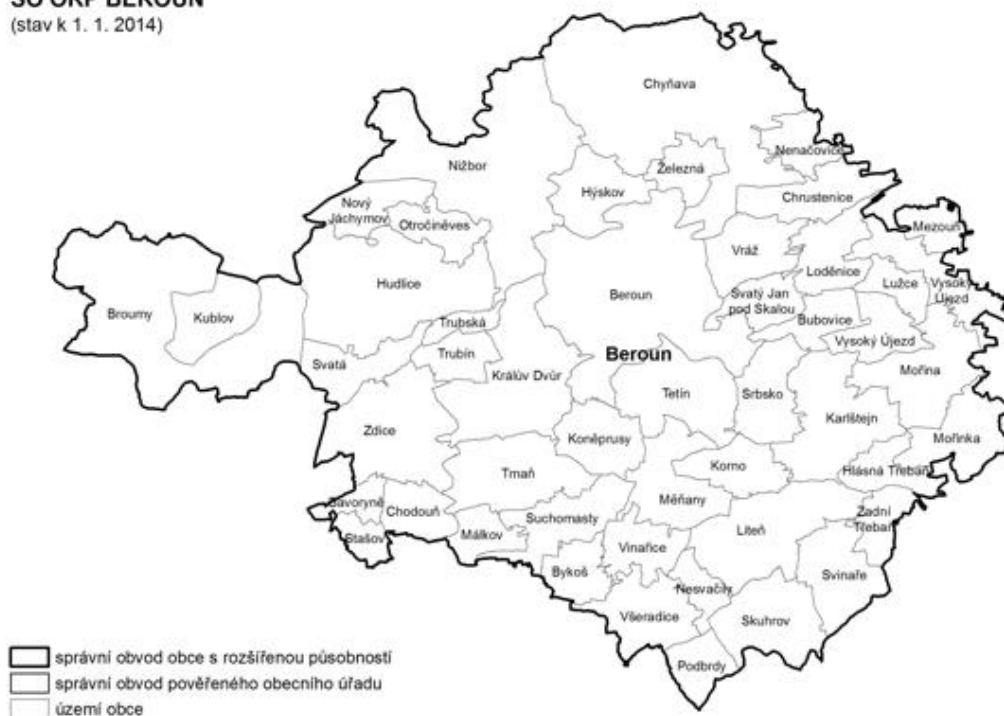 SO ORP BEROUN
(stav k 1. 1. 2014)
Chyňava
Nenačovice
Železná
Nižbor
Hýskov
Chrustenice
Nový
Jáchymov
Otročiněves
Mezouň
Vráž
Loděnice
Hudlice
Beroun
Svatý Jan
pod Skalou
Lužce
Vysoký
Újezd
Broumy
Kublov
Trubská
Bubovice
Vysoký Újezd
Svatá
Trubín
Beroun
Králův Dvůr
Tetín
Srbsko
Mořina
Karlštejn
Zdice
Koněprusy
Mořinka
Korno
Hlásná Třebaň
Tmaň
Měňany
Bavoryně
Chodouň
Suchomasty
Zadní
Třebaň
Stašov
Málkov
Liteň
Vinařice
Bykoš
Svinaře
Nesvačily
Všeradice
Skuhrov
Podbrdy
správní obvod obce s rozšířenou působností
správní obvod pověřeného obecního úřadu
území obce